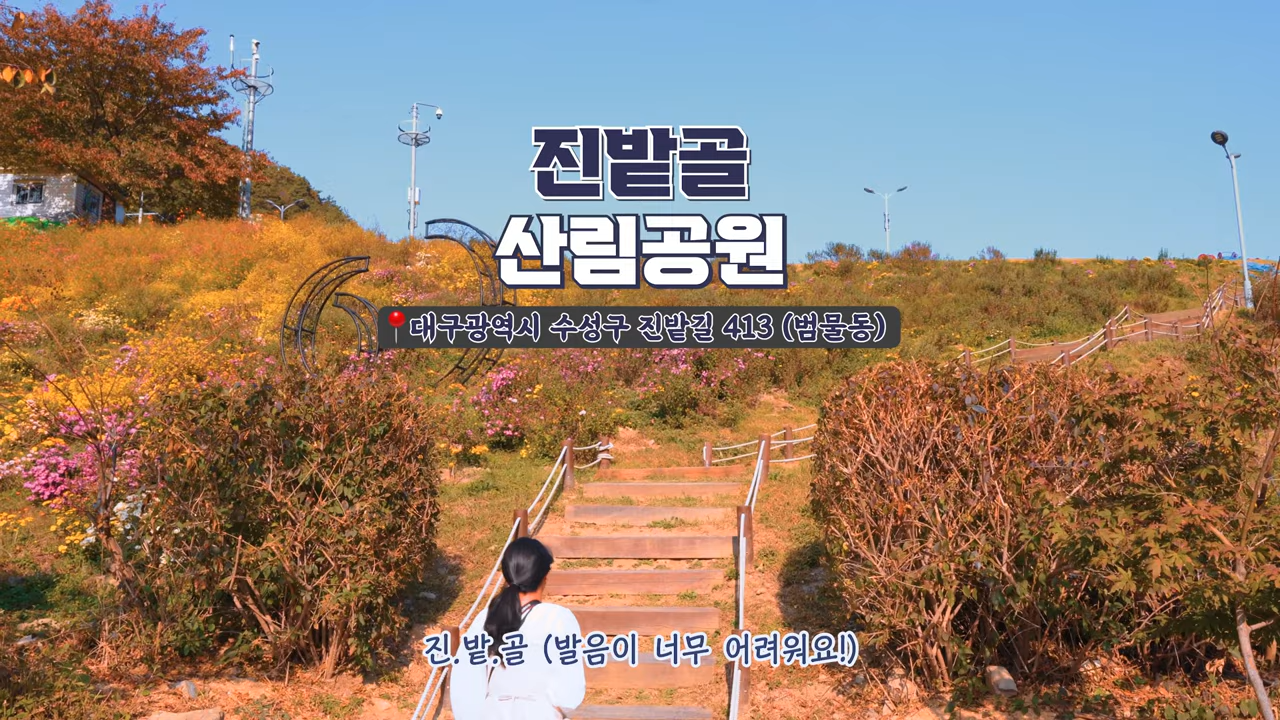 진밭골
산림공원
대구광역시 수성구 진밭길 413 (범물동)
진.밭.골 (발음이 너무 어려워요!)